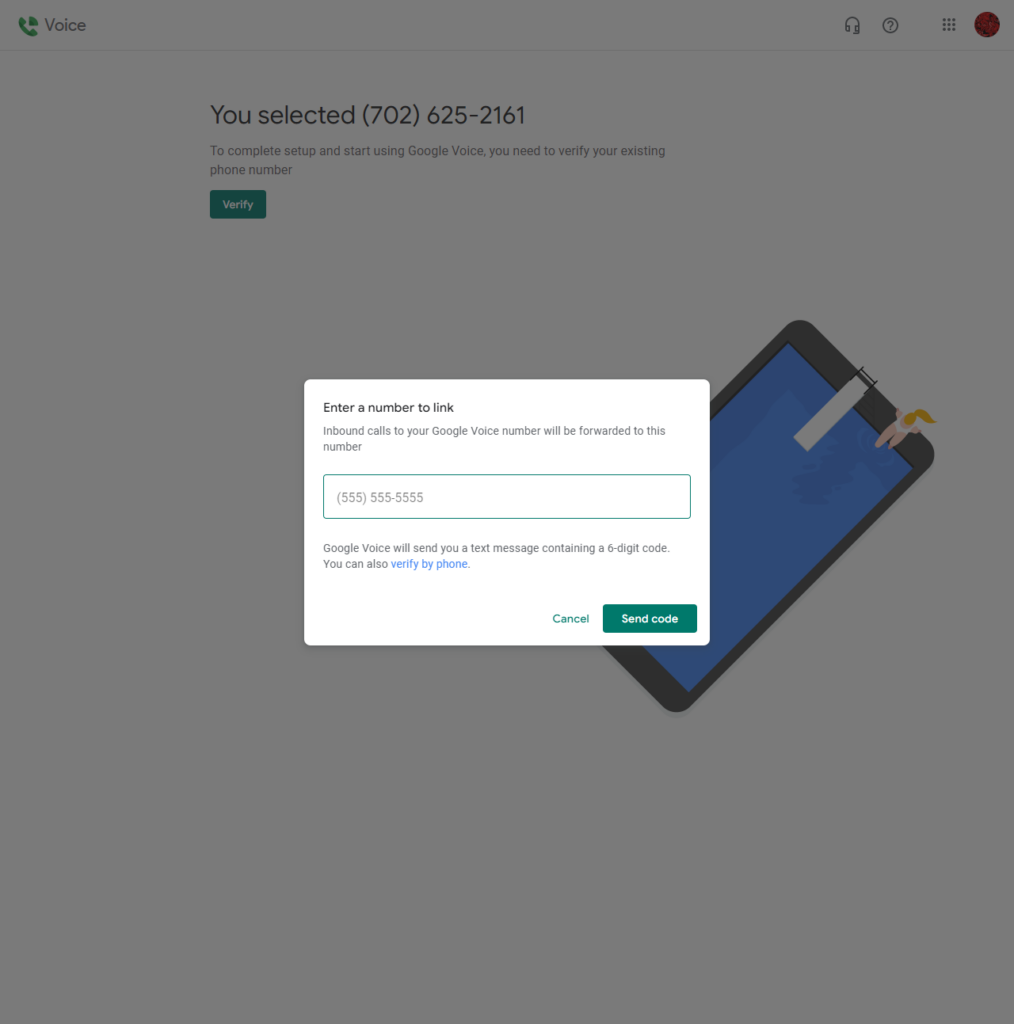 Voice
You selected (702) 625-2161
To complete setup and start using Google Voice, you need to verify your existing
phone number
Verify
Enter a number to link
Inbound calls to your Google Voice number will be forwarded to this
number
(555) 555-5555
Google Voice will send you a text message containing a 6-digit code.
You can also verify by phone.
Cancel
Send code